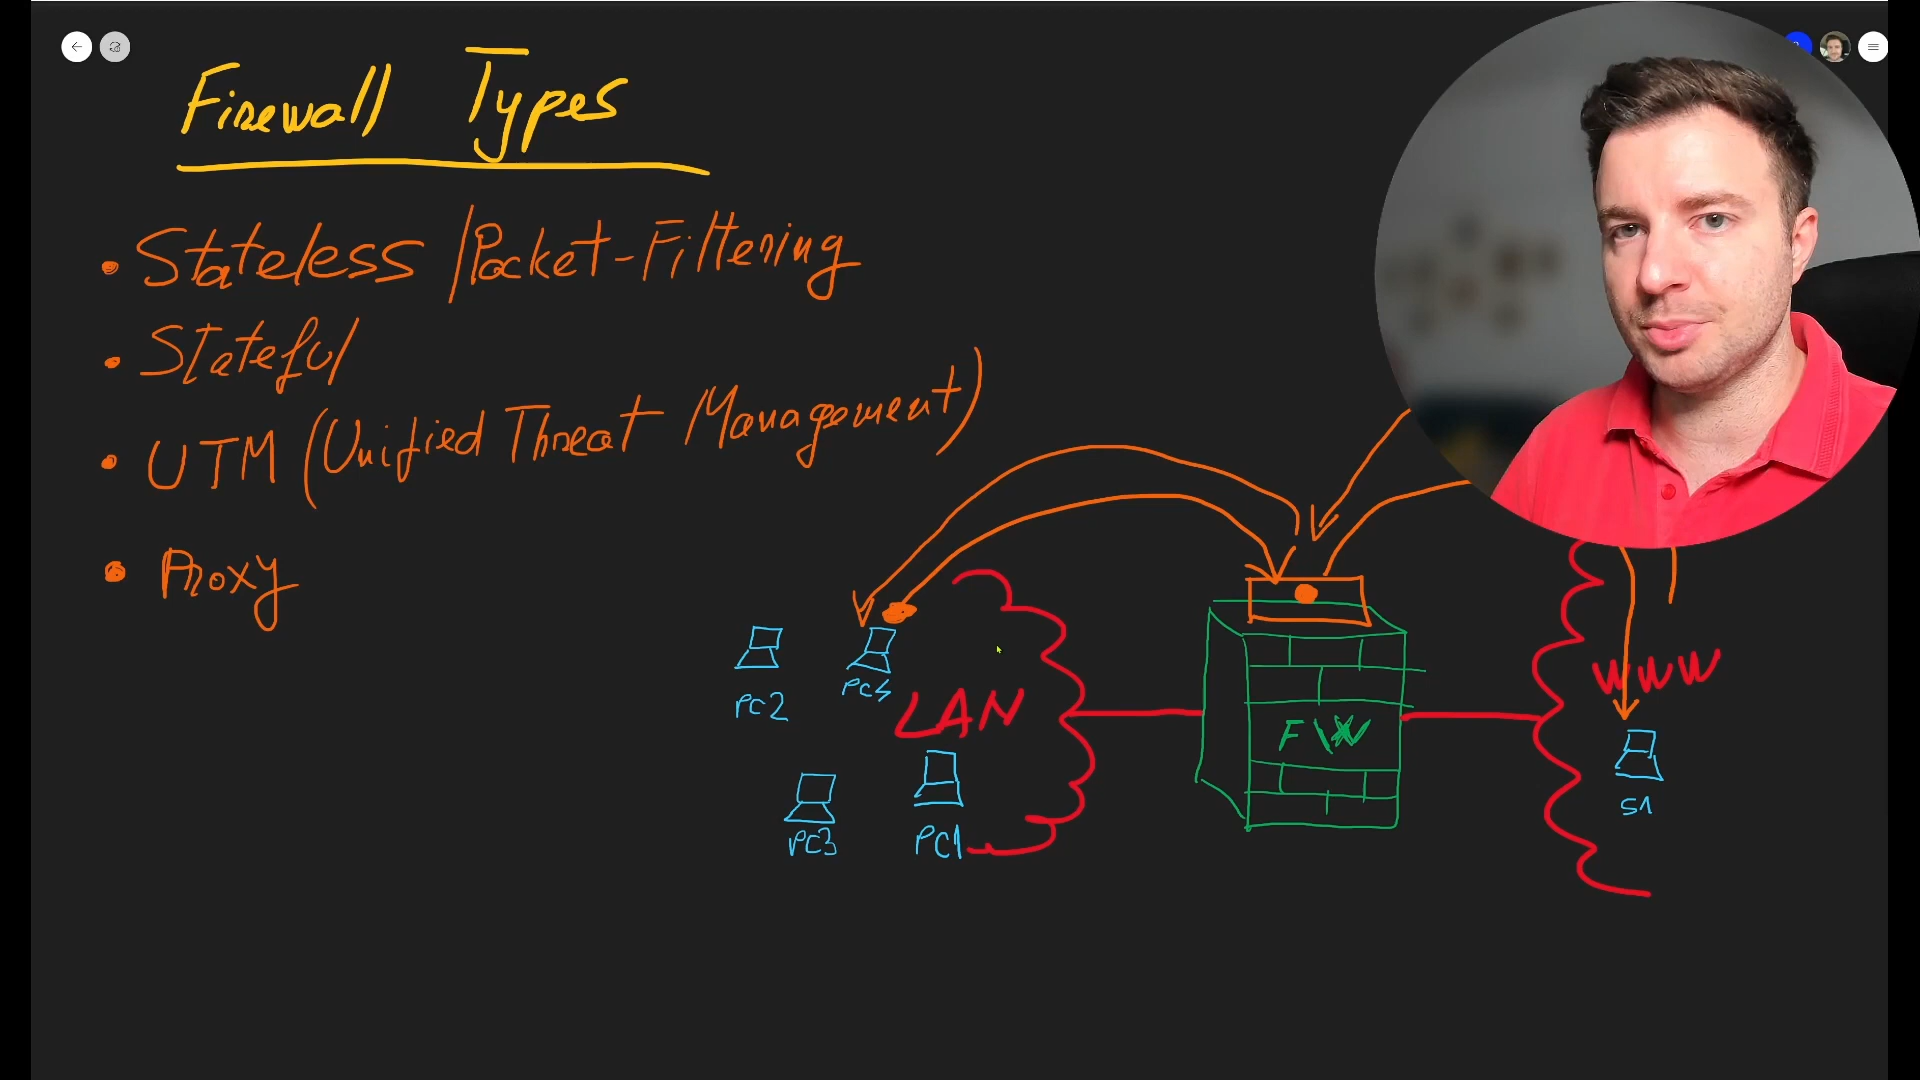 Firewall Types
• Stateless / Packet-Filtering
• Stateful
• UTM (Unified Threat Management)
• Proxy
PC2
PC4
LAN
PC3
PC1
FW
WWW
S1